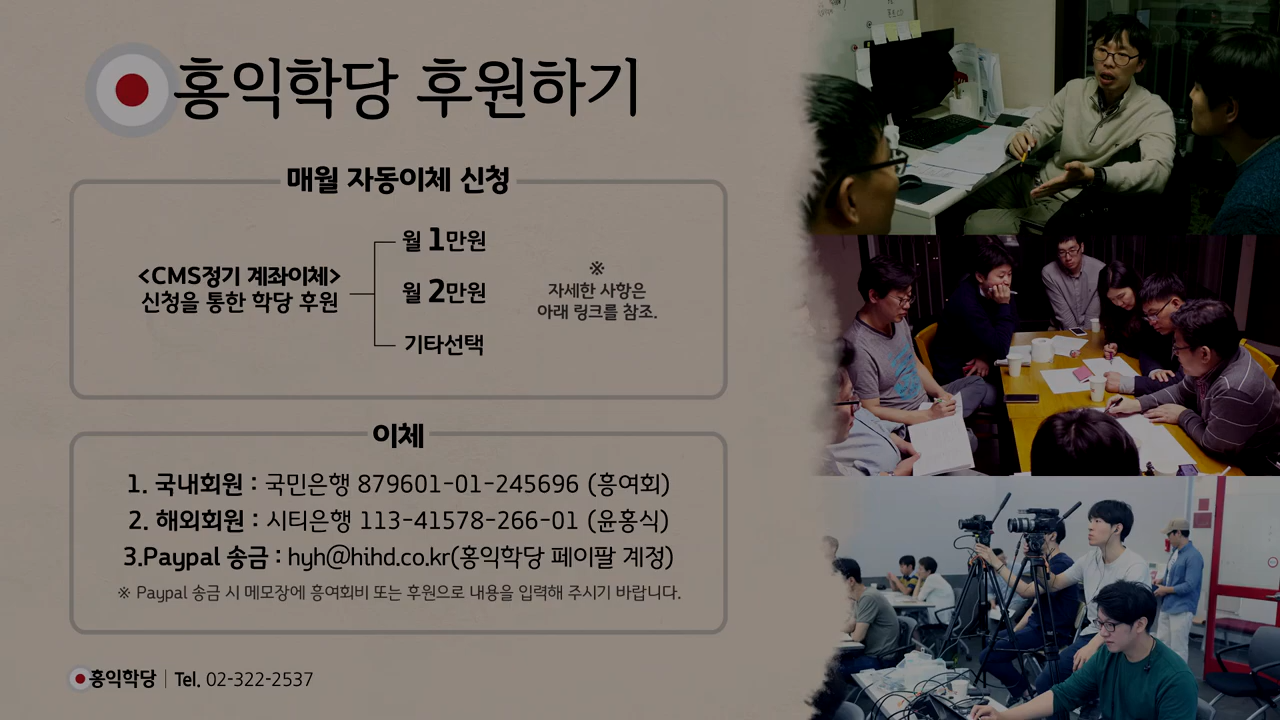 홍익학당 후원하기
매월 자동이체 신청
<CMS정기 계좌이체>
신청을 통한 학당 후원
월 1만원
월 2만원
기타선택
※
자세한 사항은
아래 링크를 참조.
이체
1. 국내회원 : 국민은행 879601-01-245696 (흥여회)
2. 해외회원 : 시티은행 113-41578-266-01 (윤홍식)
3.Paypal 송금 : hyh@hihd.co.kr(홍익학당 페이팔 계정)
※ Paypal 송금 시 메모장에 흥여회비 또는 후원으로 내용을 입력해 주시기 바랍니다.
홍익학당 | Tel. 02-322-2537